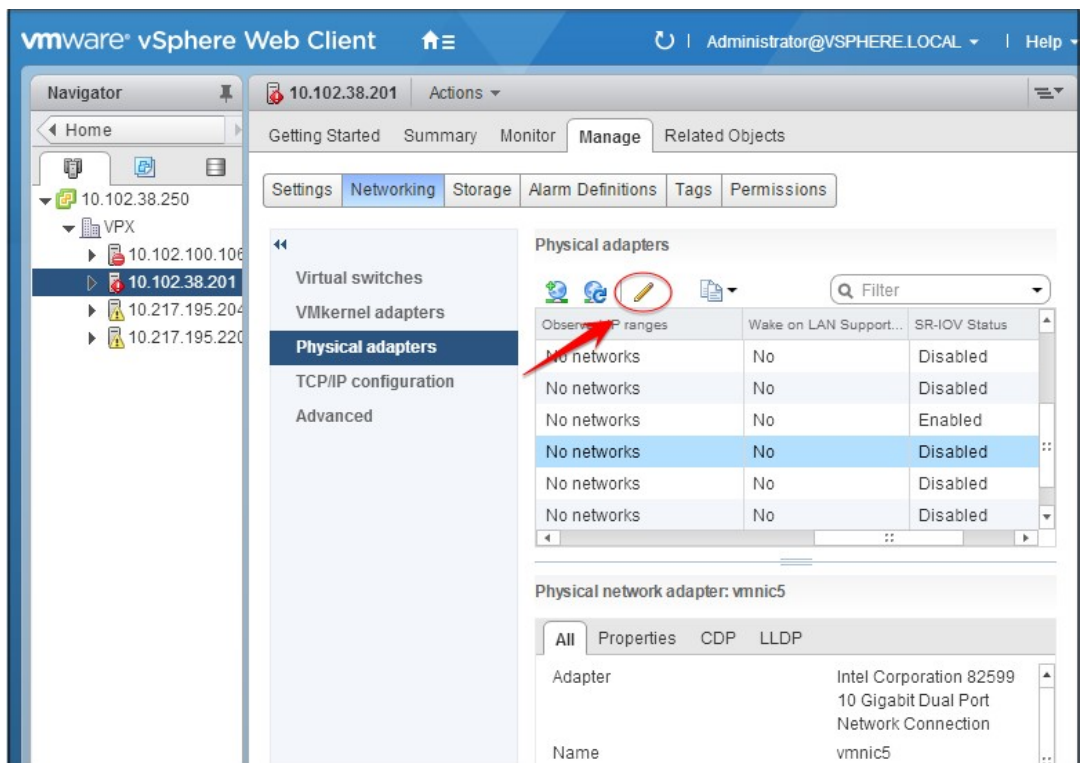 vmware® vSphere Web Client
Administrator@VSPHERE.LOCAL
Help
Navigator
Home
10.102.38.250
VPX
10.102.100.106
10.102.38.201
10.217.195.204
10.217.195.220
10.102.38.201 Actions
Getting Started Summary Monitor Manage Related Objects
Settings Networking Storage Alarm Definitions Tags Permissions
Virtual switches
VMkernel adapters
Physical adapters
TCP/IP configuration
Advanced
Physical adapters
Filter
Observed IP ranges Wake on LAN Support... SR-IOV Status
No networks No Disabled
No networks No Disabled
No networks No Enabled
No networks No Disabled
No networks No Disabled
No networks No Disabled
Physical network adapter: vmnic5
All Properties CDP LLDP
Adapter Intel Corporation 82599
10 Gigabit Dual Port
Network Connection
Name vmnic5